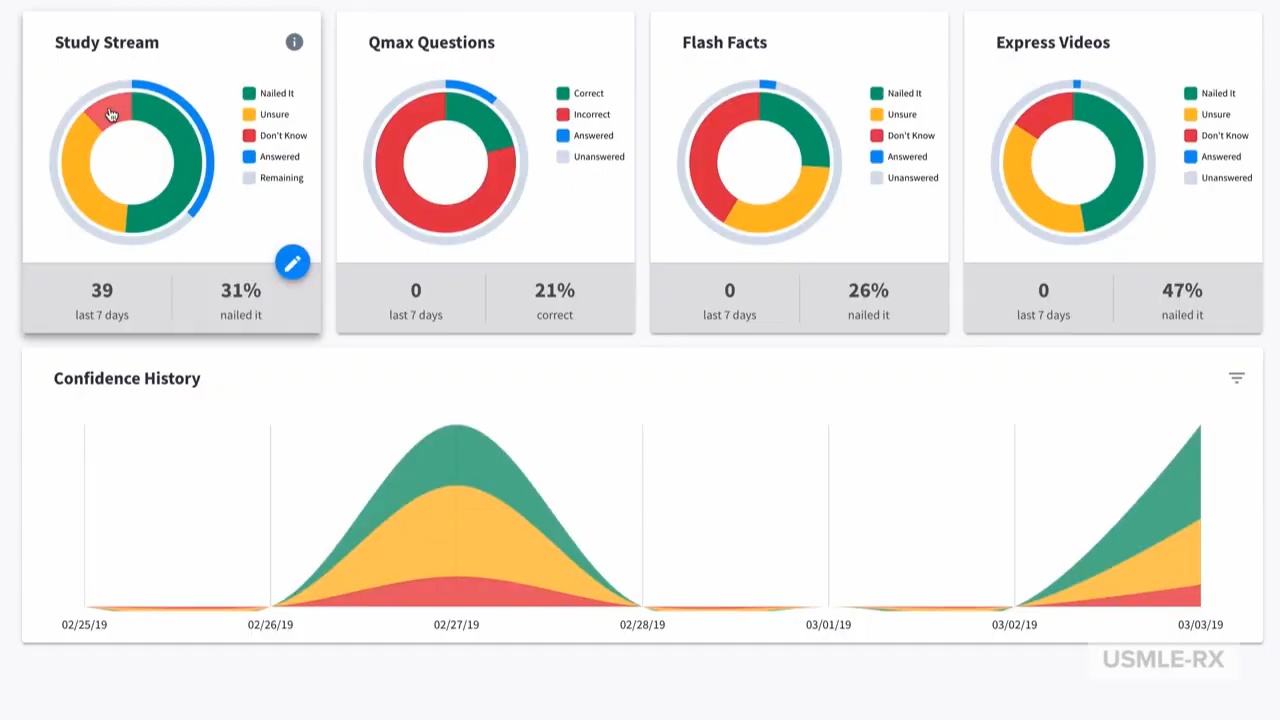 Study Stream
Nailed It
Unsure
Don't Know
Answered
Remaining
39
last 7 days
31%
nailed it
Qmax Questions
Correct
Incorrect
Answered
Unanswered
0
last 7 days
21%
correct
Flash Facts
Nailed It
Unsure
Don't Know
Answered
Unanswered
0
last 7 days
26%
nailed it
Express Videos
Nailed It
Unsure
Don't Know
Answered
Unanswered
0
last 7 days
47%
nailed it
Confidence History
02/25/19
02/26/19
02/27/19
02/28/19
03/01/19
03/02/19
03/03/19
USMLE-RX